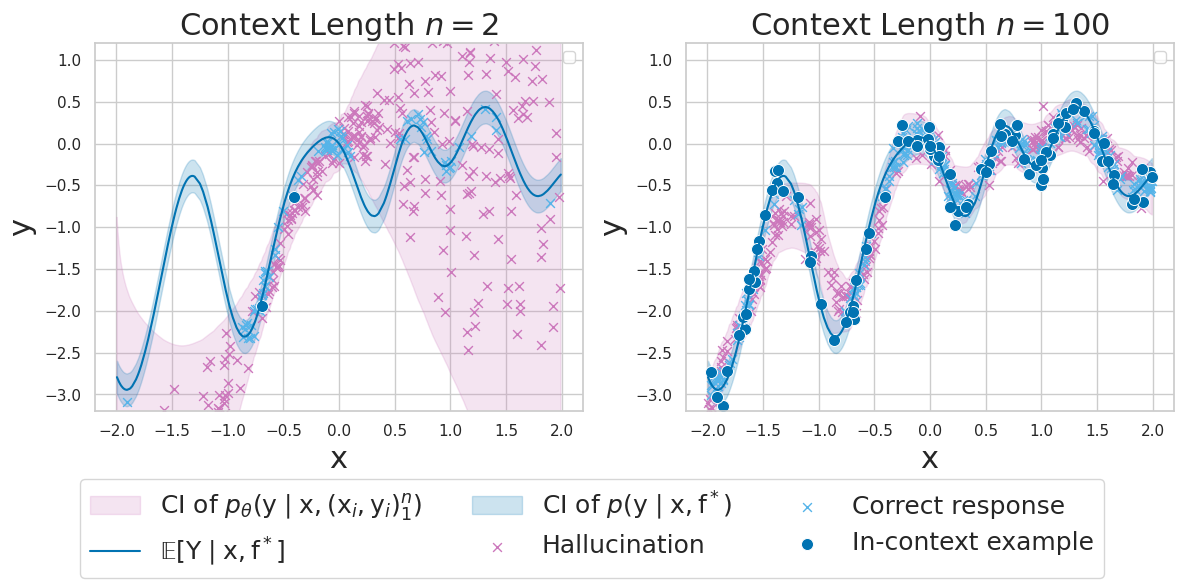 Context Length n = 2
Context Length n = 100
1.0
0.5
0.0
−0.5
−1.0
−1.5
−2.0
−2.5
−3.0
y
−2.0 −1.5 −1.0 −0.5 0.0 0.5 1.0 1.5 2.0
x
1.0
0.5
0.0
−0.5
−1.0
−1.5
−2.0
−2.5
−3.0
y
−2.0 −1.5 −1.0 −0.5 0.0 0.5 1.0 1.5 2.0
x
CI of p_θ(y | x, (x_i, y_i)_1^n)
𝔼[Y | x, f*]
CI of p(y | x, f*)
Hallucination
Correct response
In-context example